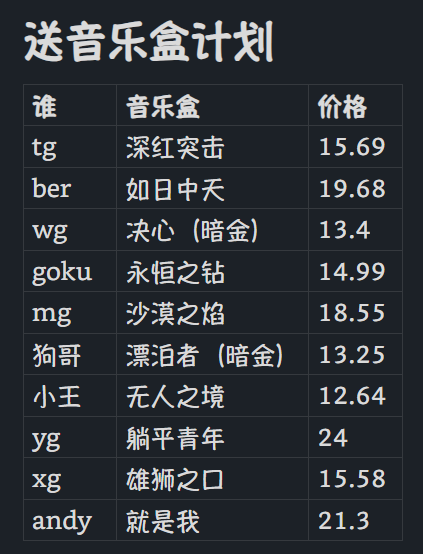 送音乐盒计划
谁 音乐盒 价格
tg 深红突击 15.69
ber 如日中天 19.68
wg 决心（暗金） 13.4
goku 永恒之钻 14.99
mg 沙漠之焰 18.55
狗哥 漂泊者（暗金） 13.25
小王 无人之境 12.64
yg 躺平青年 24
xg 雄狮之口 15.58
andy 就是我 21.3